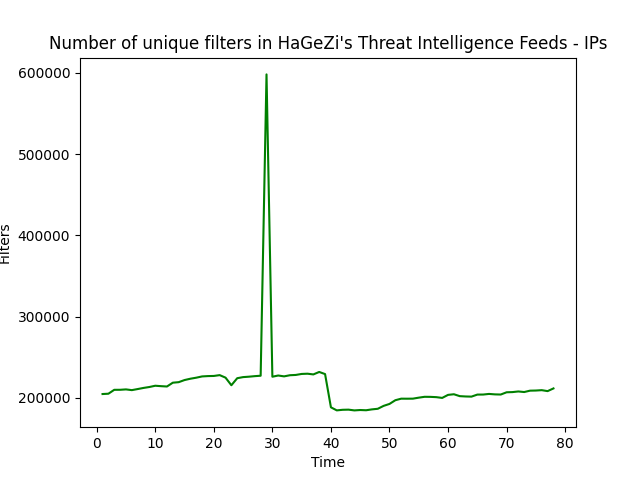 Number of unique filters in HaGeZi's Threat Intelligence Feeds - IPs
600000
500000
400000
300000
200000
Filters
0 10 20 30 40 50 60 70 80
Time